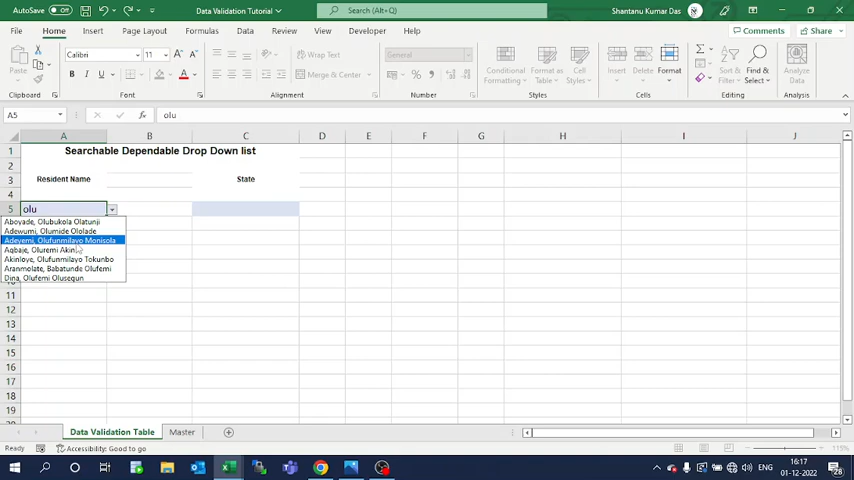 AutoSave Off Data Validation Tutorial Search (Alt+Q) Shantanu Kumar Das
File Home Insert Page Layout Formulas Data Review View Developer Help Comments Share
Paste Calibri 11 A A Wrap Text General Conditional Formatting Format as Table Cell Styles Insert Delete Format Sort & Filter Find & Select Analyse Data
B I U A Merge & Center %
Clipboard Font Alignment Number Styles Cells Editing Analysis
A5 fx olu
A B C D E F G H I J
1 Searchable Dependable Drop Down list
2
3 Resident Name State
4
5 olu
Aboyade, Olubukola Olatunji
Adewumi, Olumide Ololade
Adeyemi, Olufunmilayo Monisola
Agbaje, Oluremi Akin
Akinloye, Olufunmilayo Tokunbo
Aranmolate, Babatunde Olufemi
Dina, Olufemi Olusegun
10
11
12
13
14
15
16
17
18
19
Data Validation Table Master
Ready Accessibility: Good to go 115%
ENG 16:17
01-12-2022 28